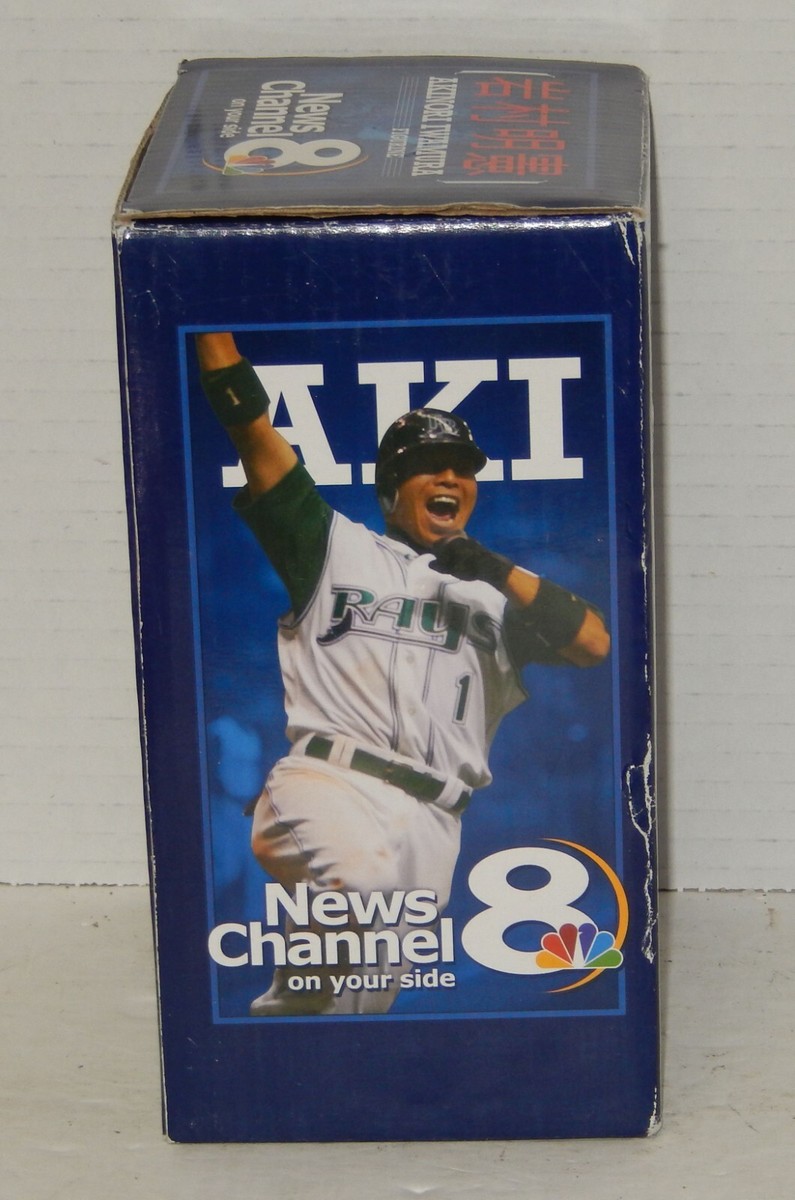 岩村明憲
AKINORI IWAMURA
FIGURINE
News
Channel 8
on your side
AKI
1
RAYS
1
News
Channel 8
on your side